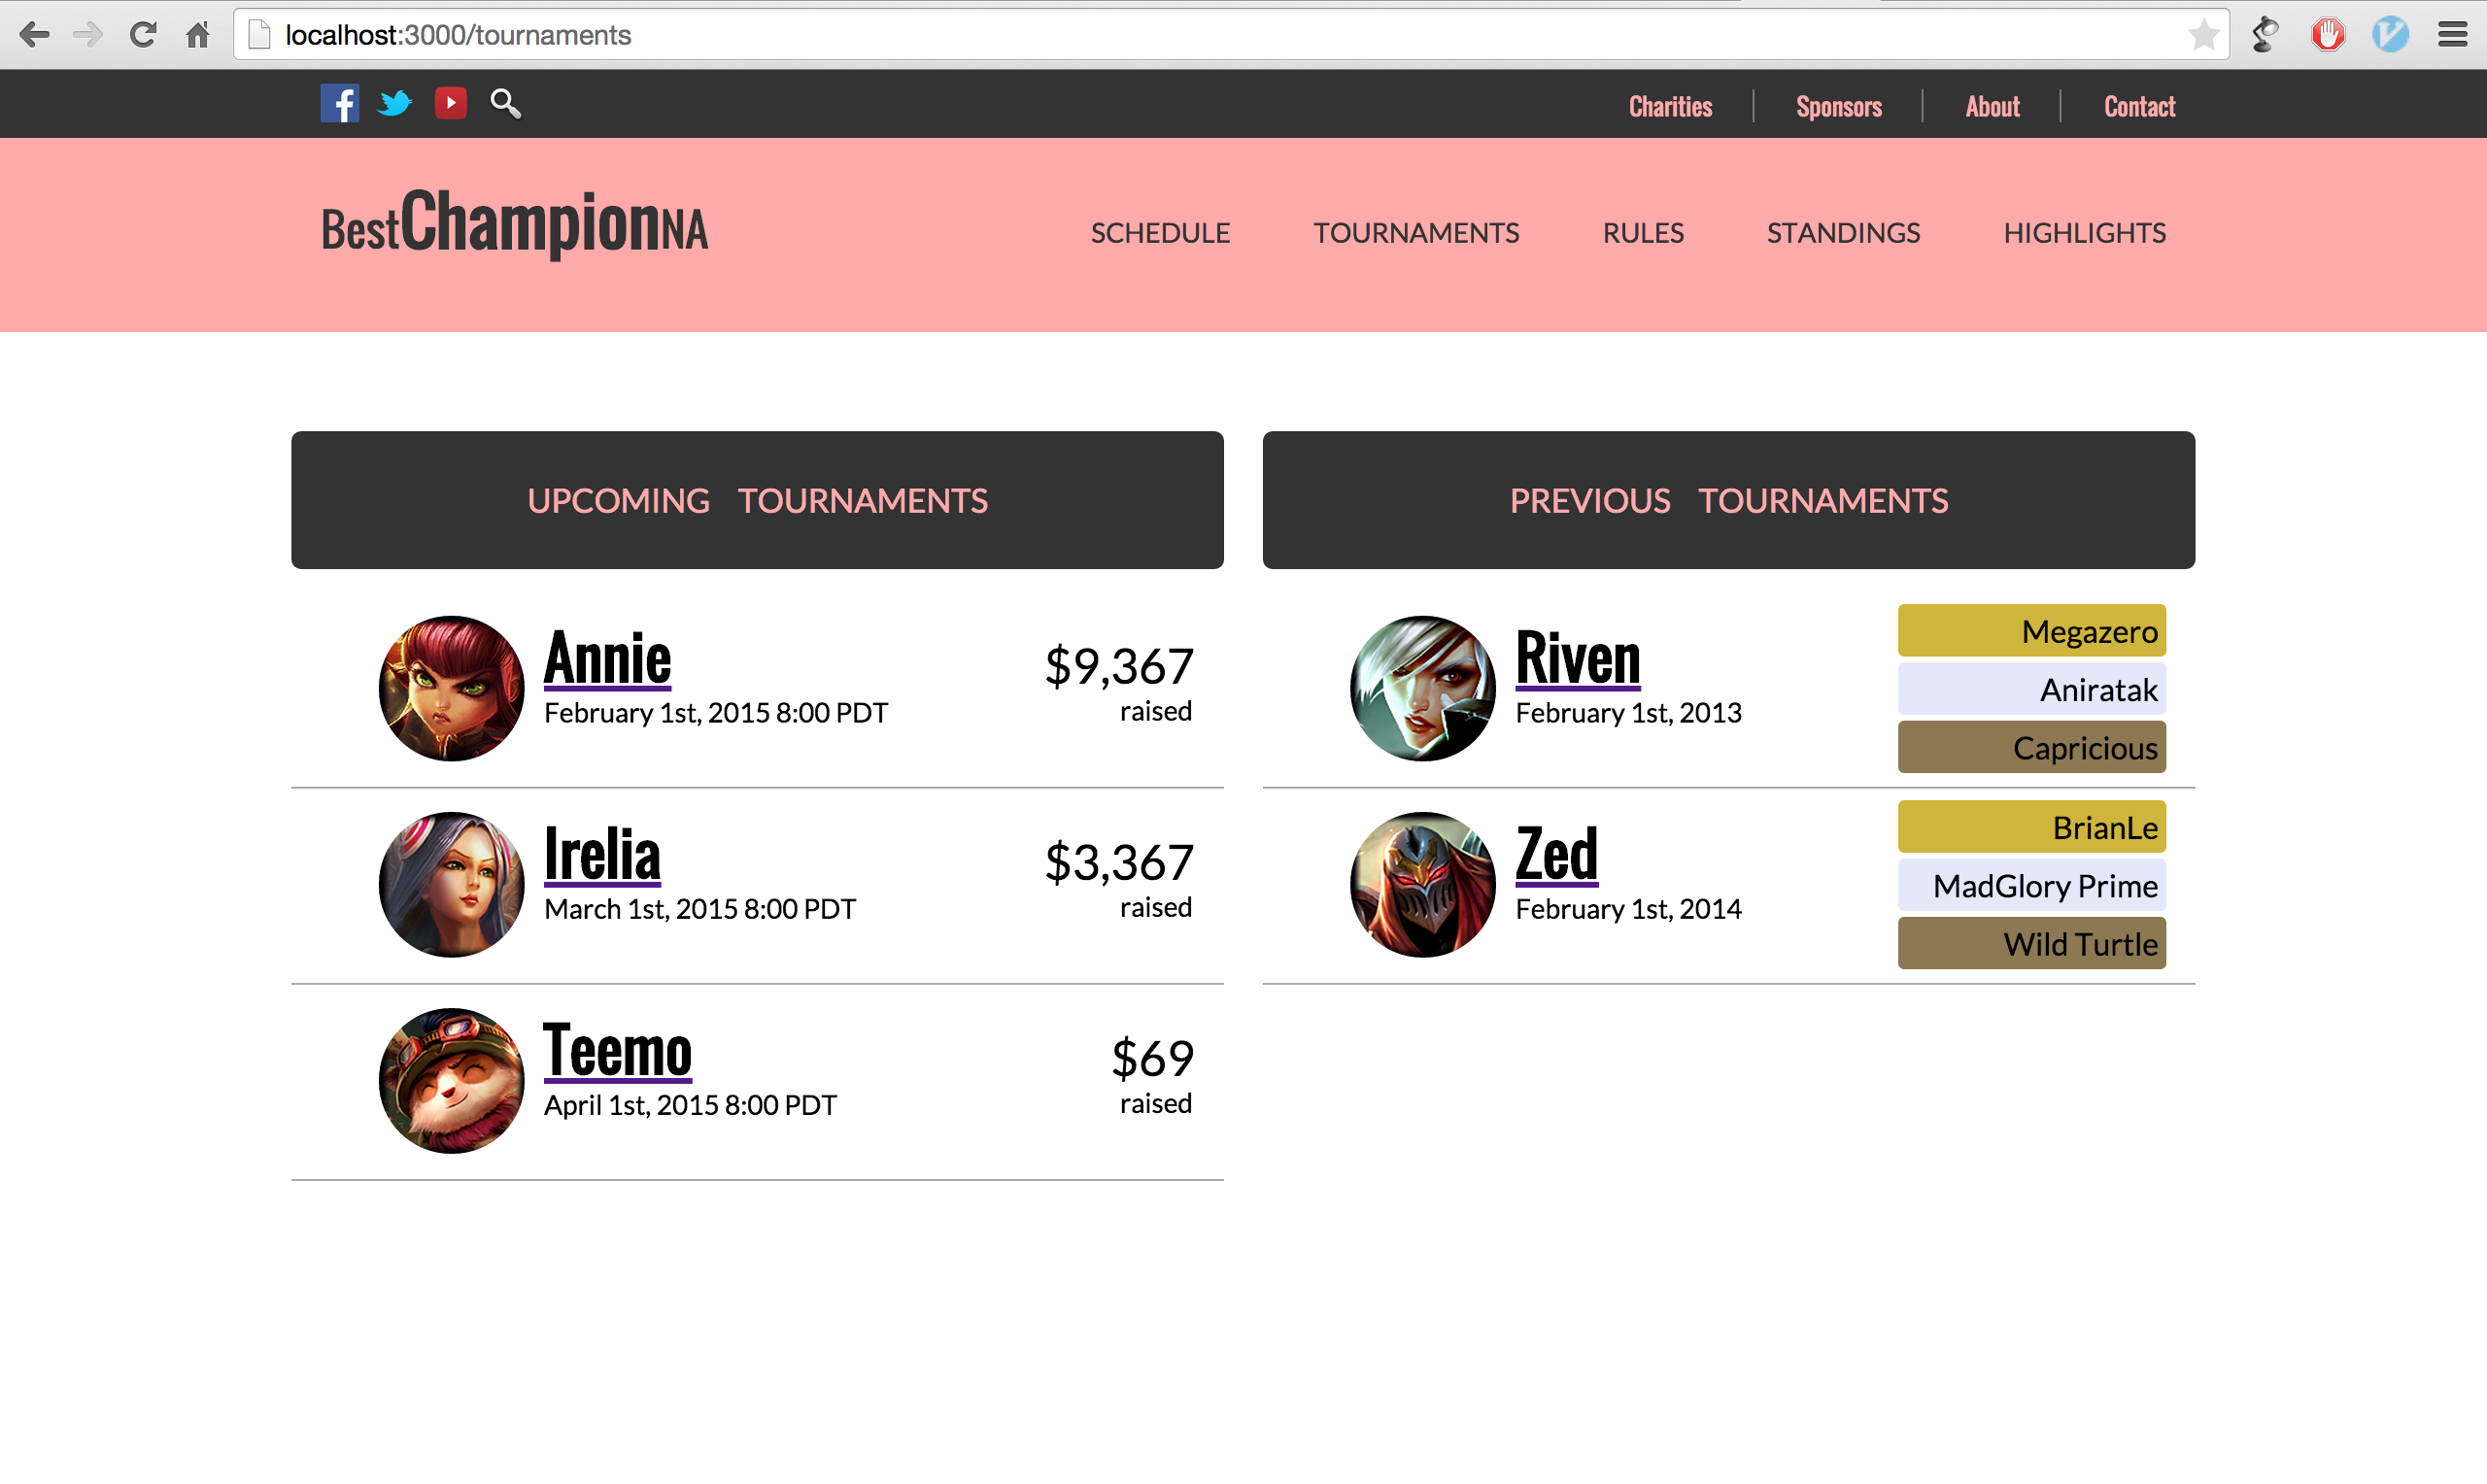 localhost:3000/tournaments
Charities
Sponsors
About
Contact
BestChampionNA
SCHEDULE
TOURNAMENTS
RULES
STANDINGS
HIGHLIGHTS
UPCOMING TOURNAMENTS
Annie
February 1st, 2015 8:00 PDT
$9,367
raised
Irelia
March 1st, 2015 8:00 PDT
$3,367
raised
Teemo
April 1st, 2015 8:00 PDT
$69
raised
PREVIOUS TOURNAMENTS
Riven
February 1st, 2013
Megazero
Aniratak
Capricious
Zed
February 1st, 2014
BrianLe
MadGlory Prime
Wild Turtle